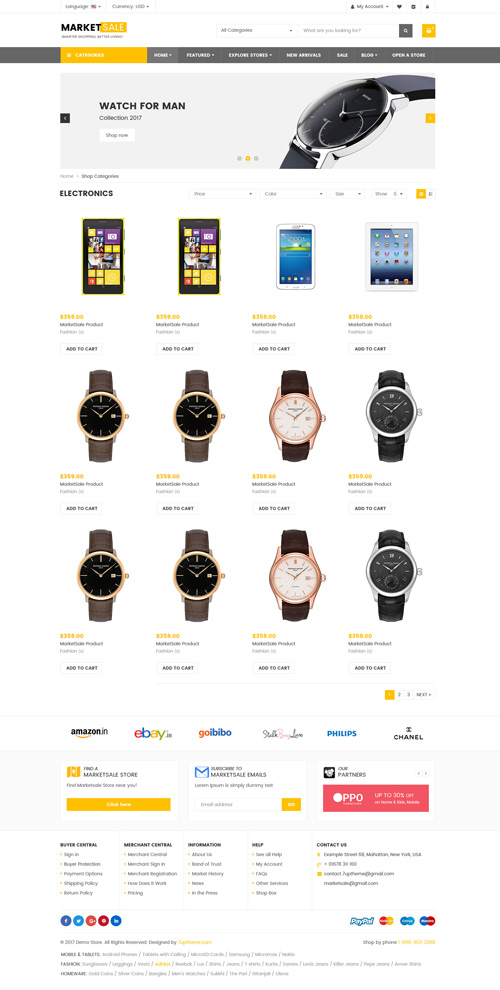 Language:
Currency: USD
My Account
MARKETSALE
SMARTER SHOPPING, BETTER LIVING!
All Categories
What are you looking for?
CATEGORIES
HOME
FEATURED
EXPLORE STORES
NEW ARRIVALS
SALE
BLOG
OPEN A STORE
WATCH FOR MAN
Collection 2017
Shop now
Home > Shop Categories
ELECTRONICS
Price
Color
Size
Show 6
$359.00 $359.00 $359.00 $359.00
MarketSale Product MarketSale Product MarketSale Product MarketSale Product
Fashion Fashion Fashion Fashion
ADD TO CART ADD TO CART ADD TO CART ADD TO CART
$359.00 $359.00 $359.00 $359.00
MarketSale Product MarketSale Product MarketSale Product MarketSale Product
Fashion Fashion Fashion Fashion
ADD TO CART ADD TO CART ADD TO CART ADD TO CART
$359.00 $359.00 $359.00 $359.00
MarketSale Product MarketSale Product MarketSale Product MarketSale Product
Fashion Fashion Fashion Fashion
ADD TO CART ADD TO CART ADD TO CART ADD TO CART
1 2 3 NEXT »
amazon.in
ebay.in
goibibo
Stalk Buy Love
PHILIPS
CHANEL
FIND A
MARKETSALE STORE
Find Marketsale Store near you!
Click here
SUBSCRIBE TO
MARKETSALE EMAILS
Lorem Ipsum is simply dummy text
Email address
GO
OUR
PARTNERS
OPPO
UP TO 30% OFF
on Home & Kids, Mobile
BUYER CENTRAL
Sign In
Buyer Protection
Payment Options
Shipping Policy
Return Policy
MERCHANT CENTRAL
Merchant Central
Merchant Sign In
Merchant Registration
How Does It Work
Pricing
INFORMATION
About Us
Band of Trust
Market History
News
In the Press
HELP
See all Help
My Account
FAQs
Other Services
Shop Box
CONTACT US
Example Street 68, Mahattan, New York, USA
contact.7uptheme@gmail.com
marketsale@gmail.com
PayPal
Cirrus
Maestro
© 2017 Demo Store. All Rights Reserved. Designed by 7uptheme.com
Shop by phone
MOBILE & TABLETS: Android Phones / Tablets with Calling / MicroSD Cards / Samsung / Micromax / Nokia
FASHION: Sunglasses / Leggings / Vests / Adidas / Reebok / Lux / Shirts / Jeans / T shirts / Kurtis / Sarees / Levis Jeans / Killer Jeans / Pepe Jeans / Arrow Shirts
HOMEWARE: Gold Coins / Silver Coins / Bangles / Men's Watches / Sukkhi / The Pari / Gitanjali / Oleva